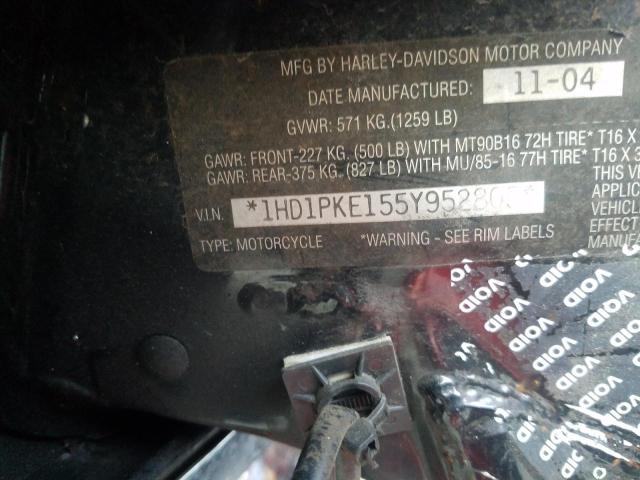 MFG BY HARLEY-DAVIDSON MOTOR COMPANY
DATE MANUFACTURED: 11-04
GVWR: 571 KG.(1259 LB)
GAWR: FRONT-227 KG. (500 LB) WITH MT90B16 72H TIRE* T16 X
GAWR: REAR-375 KG. (827 LB) WITH MU/85-16 77H TIRE* T16 X 3
THIS V
APPLIC
VEHICL
EFFECT
MANUFA
V.I.N.
TYPE: MOTORCYCLE *WARNING - SEE RIM LABELS
VOID VOID VOID
VOID VOID VOID
VOID VOID